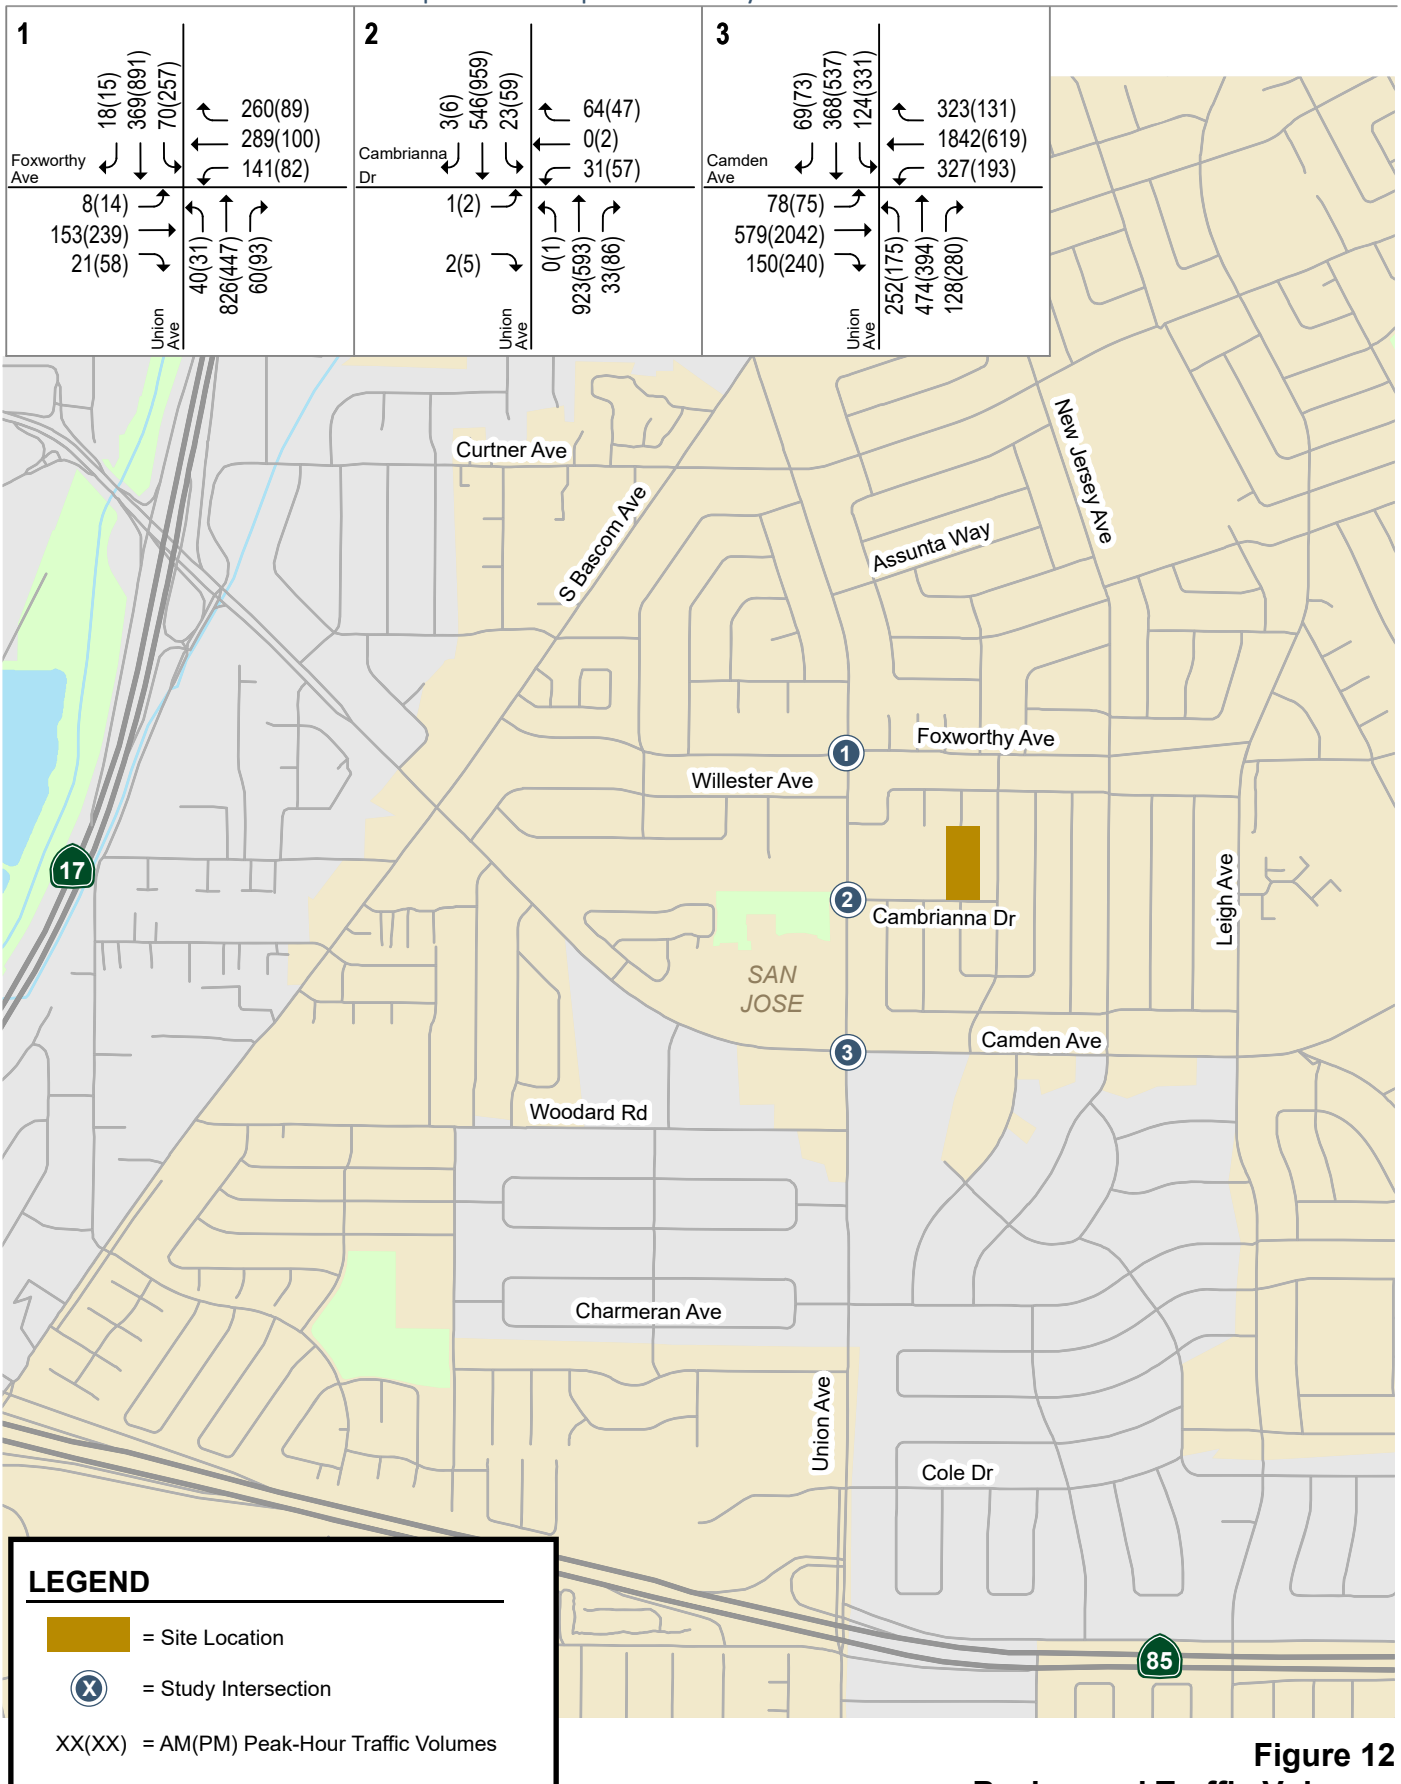 1
18(15)
369(891)
70(257)
260(89)
289(100)
141(82)
Foxworthy
Ave
8(14)
153(239)
21(58)
40(31)
826(447)
60(93)
Union
Ave
2
3(6)
546(959)
23(59)
64(47)
0(2)
31(57)
Cambrianna
Dr
1(2)
2(5)
0(1)
923(593)
33(86)
Union
Ave
3
69(73)
368(537)
124(331)
323(131)
1842(619)
327(193)
Camden
Ave
78(75)
579(2042)
150(240)
252(175)
474(394)
128(280)
Union
Ave
New Jersey Ave
Curtner Ave
S Bascom Ave
Assunta Way
Foxworthy Ave
1
Willester Ave
17
2
Cambrianna Dr
Leigh Ave
SAN
JOSE
3
Camden Ave
Woodard Rd
Charmeran Ave
Union Ave
Cole Dr
85
LEGEND
= Site Location
X = Study Intersection
XX(XX) = AM(PM) Peak-Hour Traffic Volumes
Figure 12